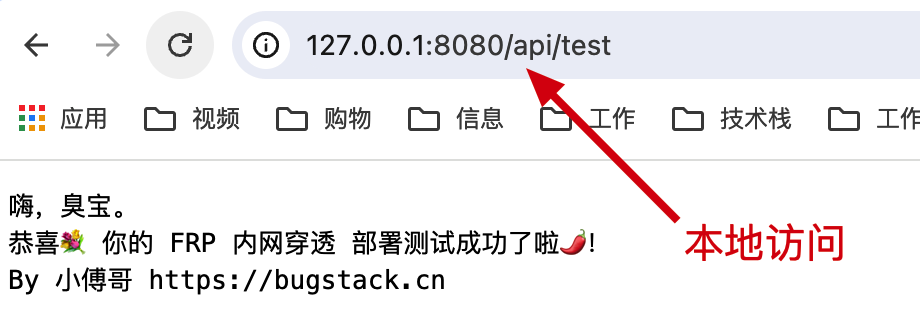 127.0.0.1:8080/api/test
应用 视频 购物 信息 工作 技术栈 工作
嗨，臭宝。
恭喜💐 你的 FRP 内网穿透 部署测试成功了啦🌶️!
本地访问
By 小傅哥 https://bugstack.cn